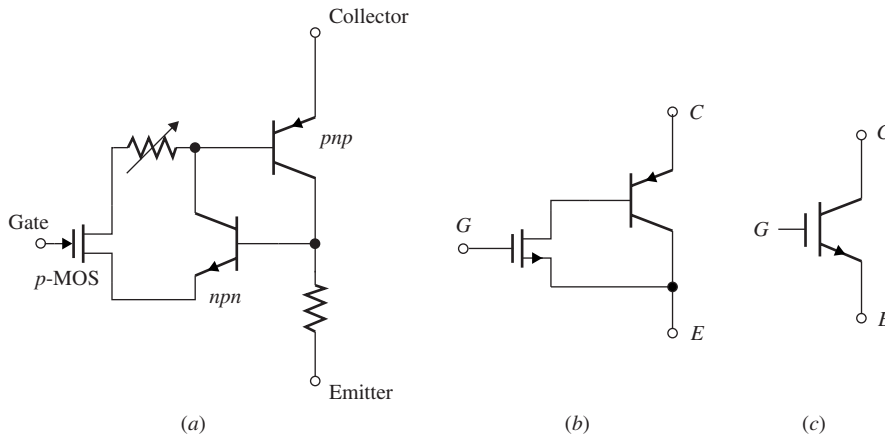 Collector
pnp
Gate
p-MOS
npn
Emitter
(a)
C
G
E
(b)
C
G
E
(c)